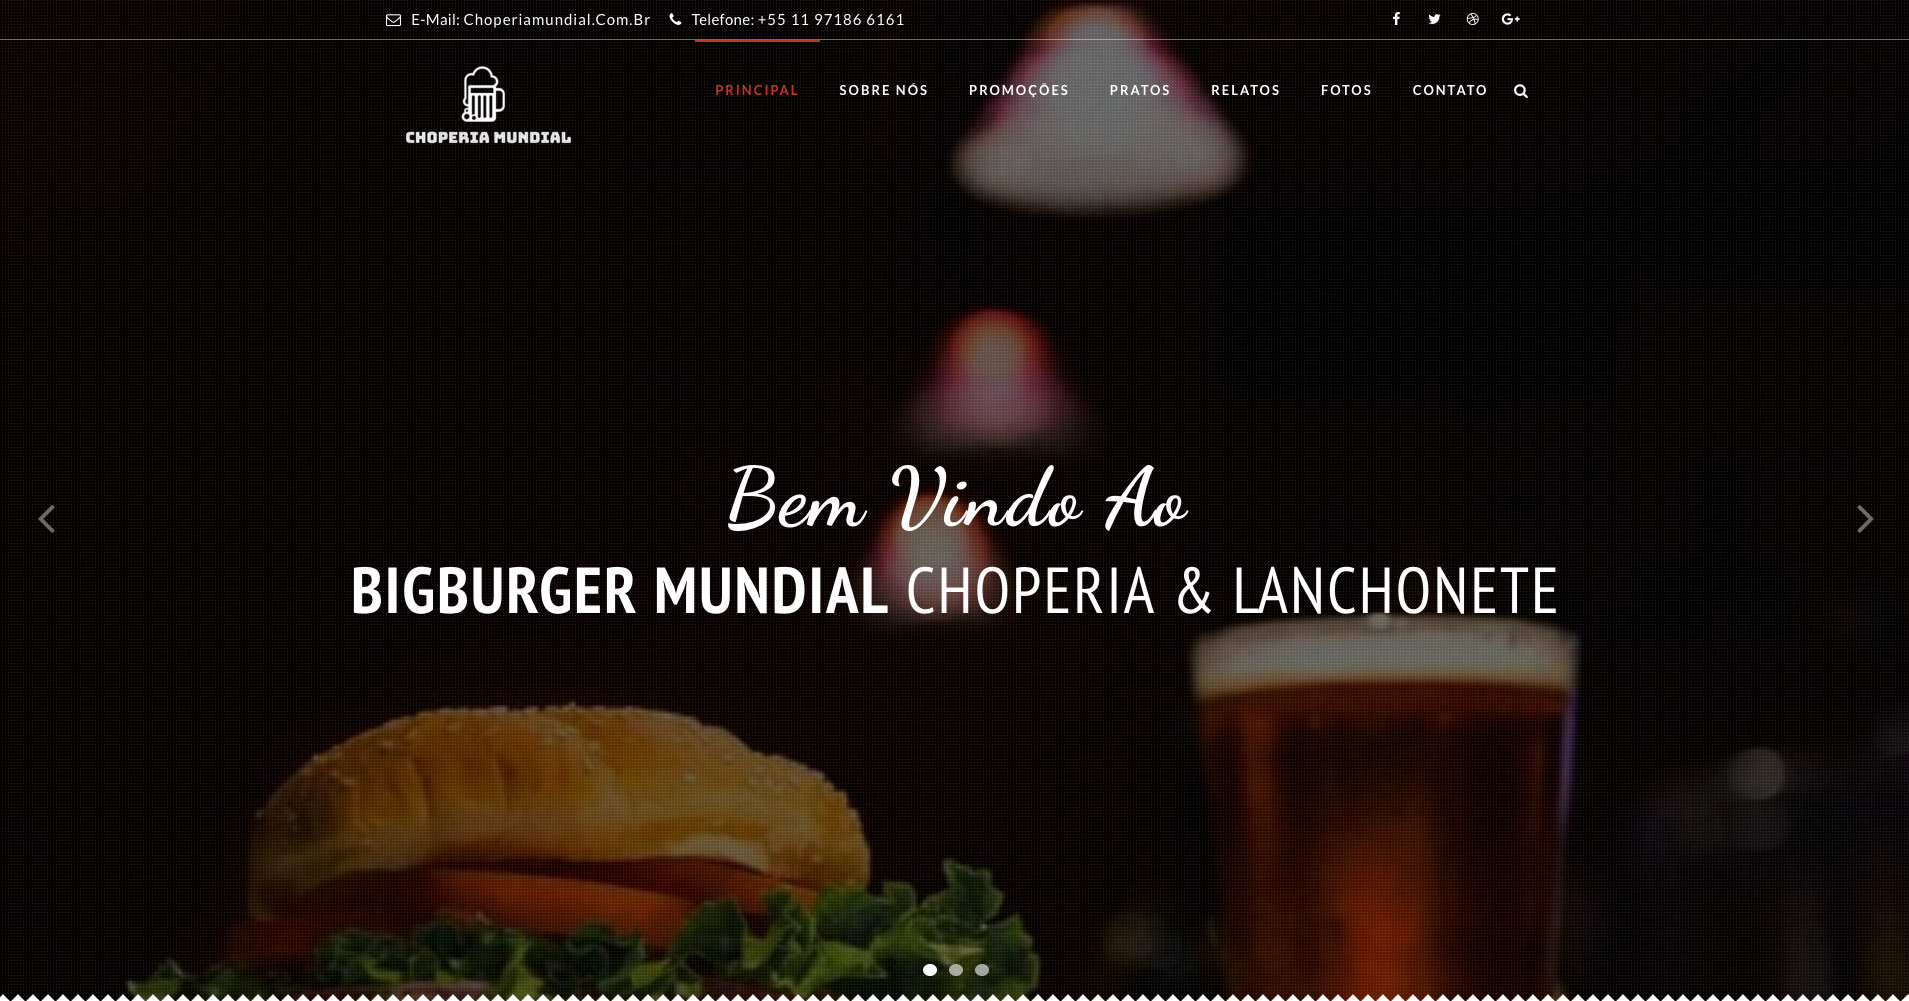 E-Mail: Choperiamundial.Com.Br Telefone: +55 11 97186 6161
CHOPERIA MUNDIAL
PRINCIPAL SOBRE NÓS PROMOÇÕES PRATOS RELATOS FOTOS CONTATO
Bem Vindo Ao
BIGBURGER MUNDIAL CHOPERIA & LANCHONETE